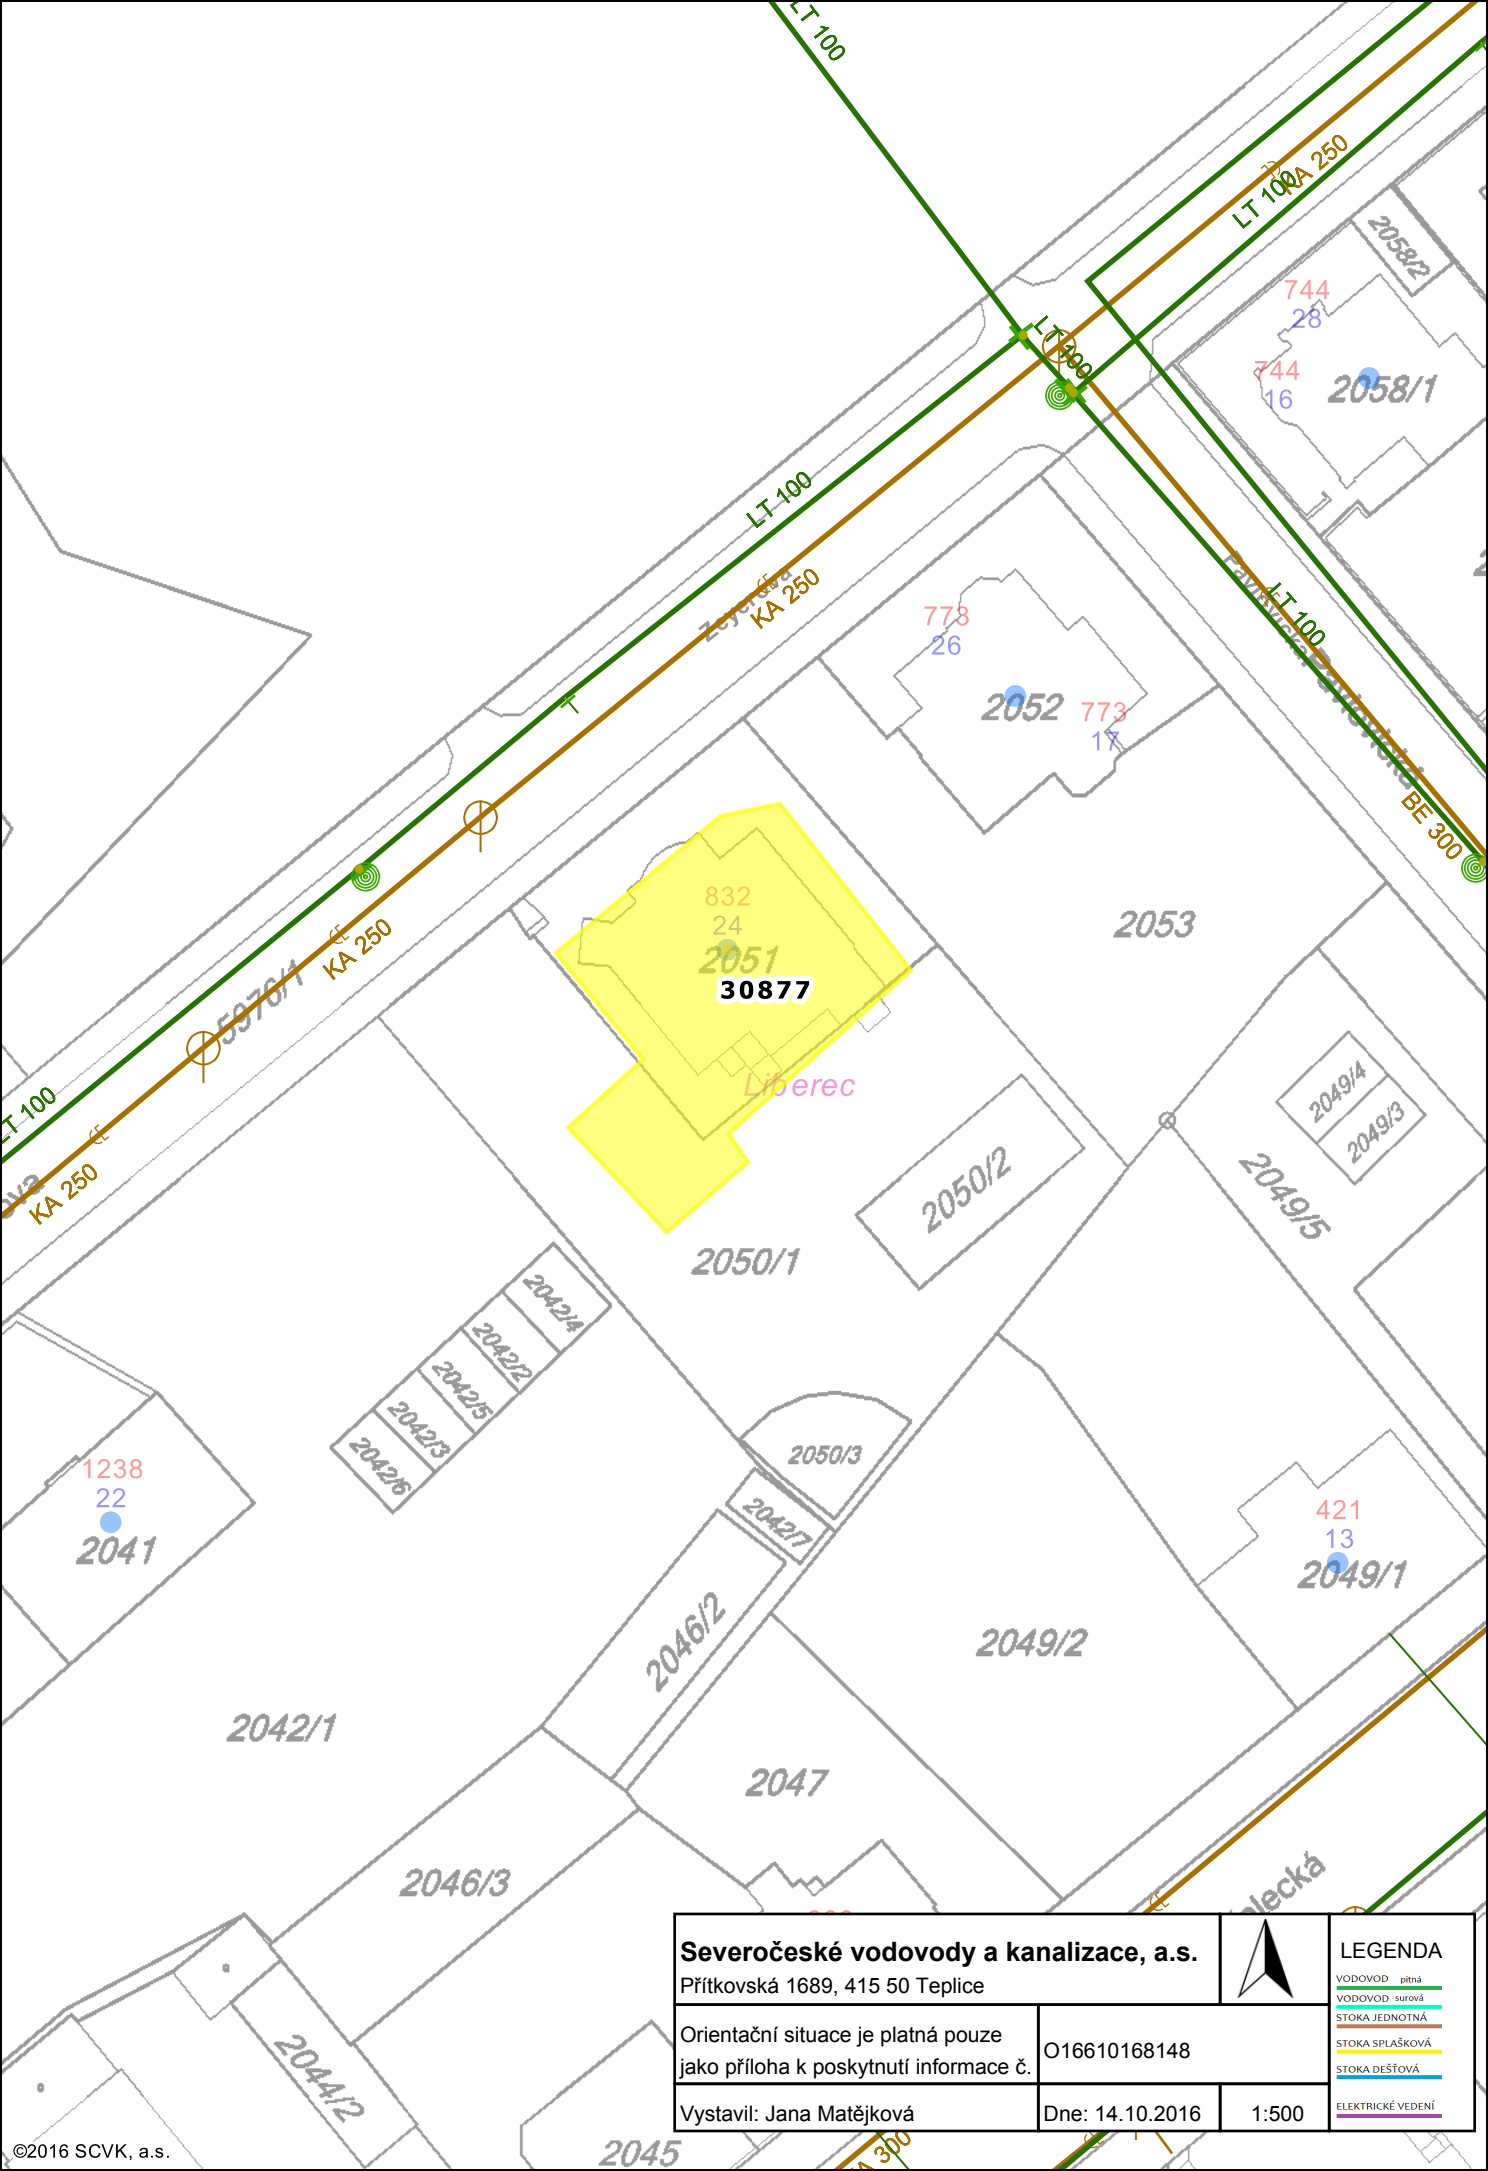 LT 100
KA 250
LT 100
2058/2
744
28
LT 100
744
16
2058/1
LT 100
Zeyerova
KA 250
Pavlovická
LT 100
773
26
2052
773
17
Pavlovická
BE 300
832
24
2051
30877
2053
KA 250
5976/1
Liberec
2049/4
2049/3
LT 100
KA 250
2050/2
2049/5
2050/1
2042/4
2042/2
2042/5
2042/3
2042/6
2050/3
2042/7
1238
22
2041
421
13
2049/1
2046/2
2049/2
2042/1
2047
2046/3
2044/2
2045
Severočeské vodovody a kanalizace, a.s.
Přítkovská 1689, 415 50 Teplice
Orientační situace je platná pouze
jako příloha k poskytnutí informace č.
O16610168148
Vystavil: Jana Matějková
Dne: 14.10.2016
1:500
LEGENDA
VODOVOD pitná
VODOVOD surová
STOKA JEDNOTNÁ
STOKA SPLAŠKOVÁ
STOKA DEŠŤOVÁ
ELEKTRICKÉ VEDENÍ
©2016 SCVK, a.s.